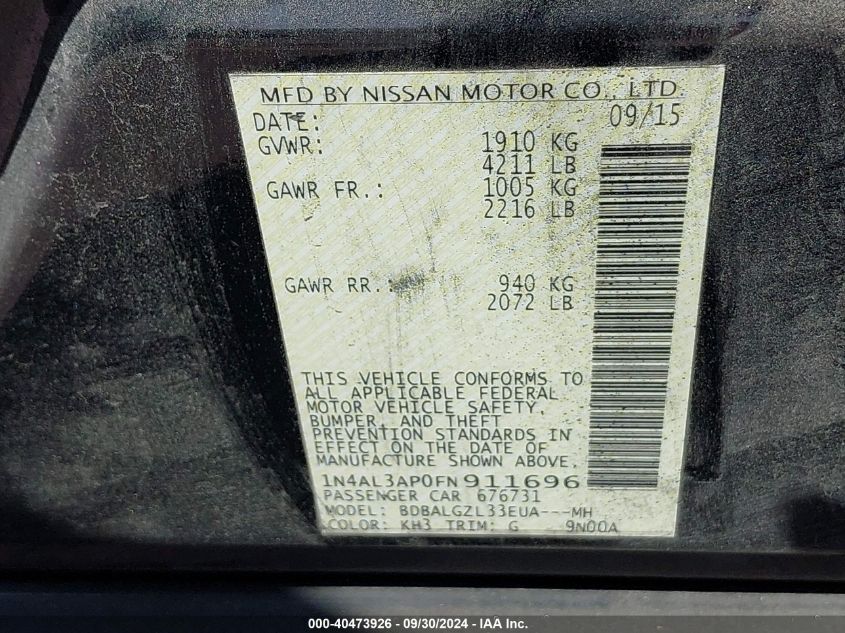 MFD BY NISSAN MOTOR CO., LTD.
DATE: 09/15
GVWR: 1910 KG
4211 LB
GAWR FR.: 1005 KG
2216 LB
GAWR RR.: 940 KG
2072 LB
THIS VEHICLE CONFORMS TO
ALL APPLICABLE FEDERAL
MOTOR VEHICLE SAFETY,
BUMPER, AND THEFT
PREVENTION STANDARDS IN
EFFECT ON THE DATE OF
MANUFACTURE SHOWN ABOVE.
1N4AL3AP0FN911696
PASSENGER CAR 676731
MODEL: BDBALGZL33EUA---MH
COLOR: KH3 TRIM: G - 9N00A
000-40473926 - 09/30/2024 - IAA Inc.